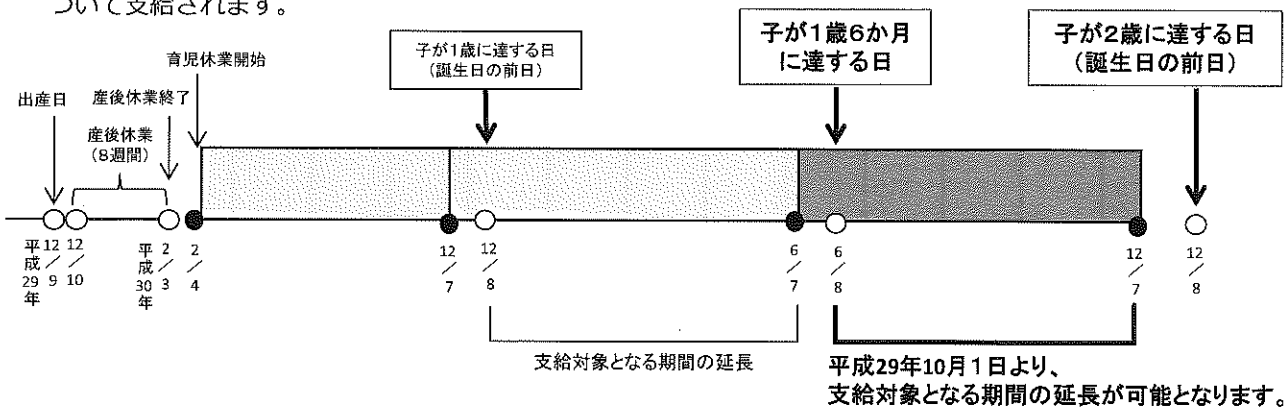 ついて支給されます。
子が1歳6か月
に達する日
子が2歳に達する日
(誕生日の前日)
子が1歳に達する日
(誕生日の前日)
育児休業開始
出産日
産後休業終了
産後休業
(8週間)
平成29年
12/9
12/10
平成30年
2/3
2/4
12/7
12/8
6/7
6/8
12/7
12/8
支給対象となる期間の延長
平成29年10月1日より、
支給対象となる期間の延長が可能となります。